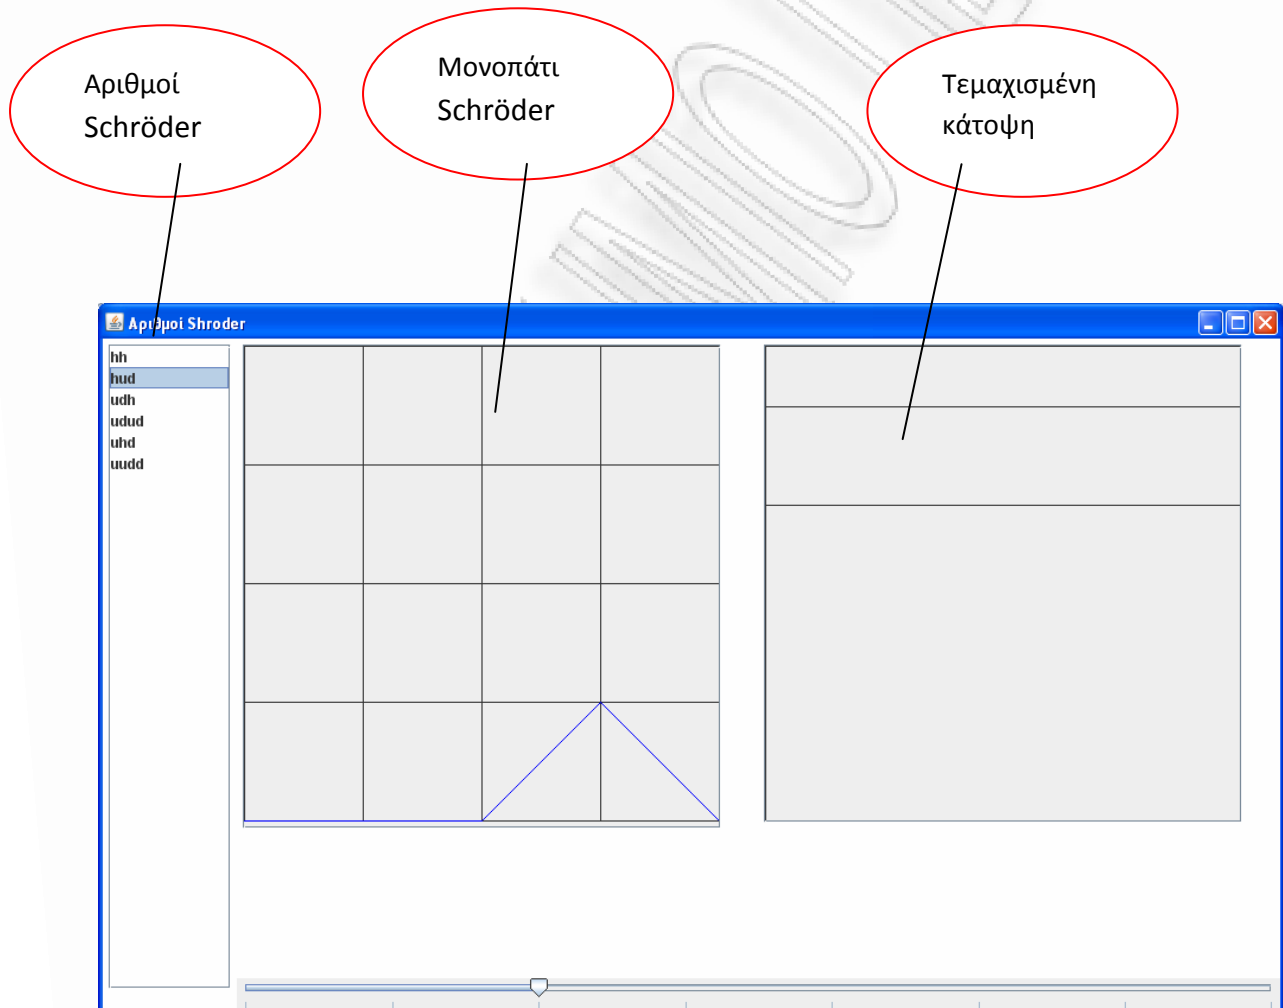 Αριθμοί
Schröder
Μονοπάτι
Schröder
Τεμαχισμένη
κάτοψη
Αριθμοί Shroder
hh
hud
udh
udud
uhd
uudd